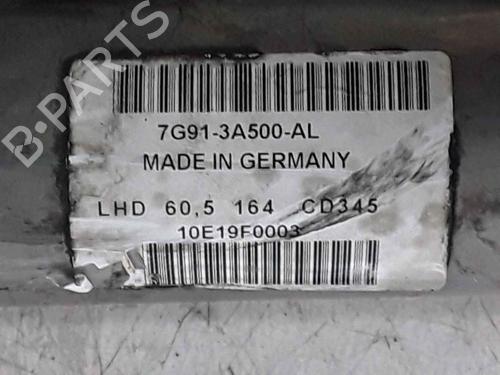 B-PARTS
7G91-3A500-AL
MADE IN GERMANY
LHD 60,5 164 CD345
10E19F0003